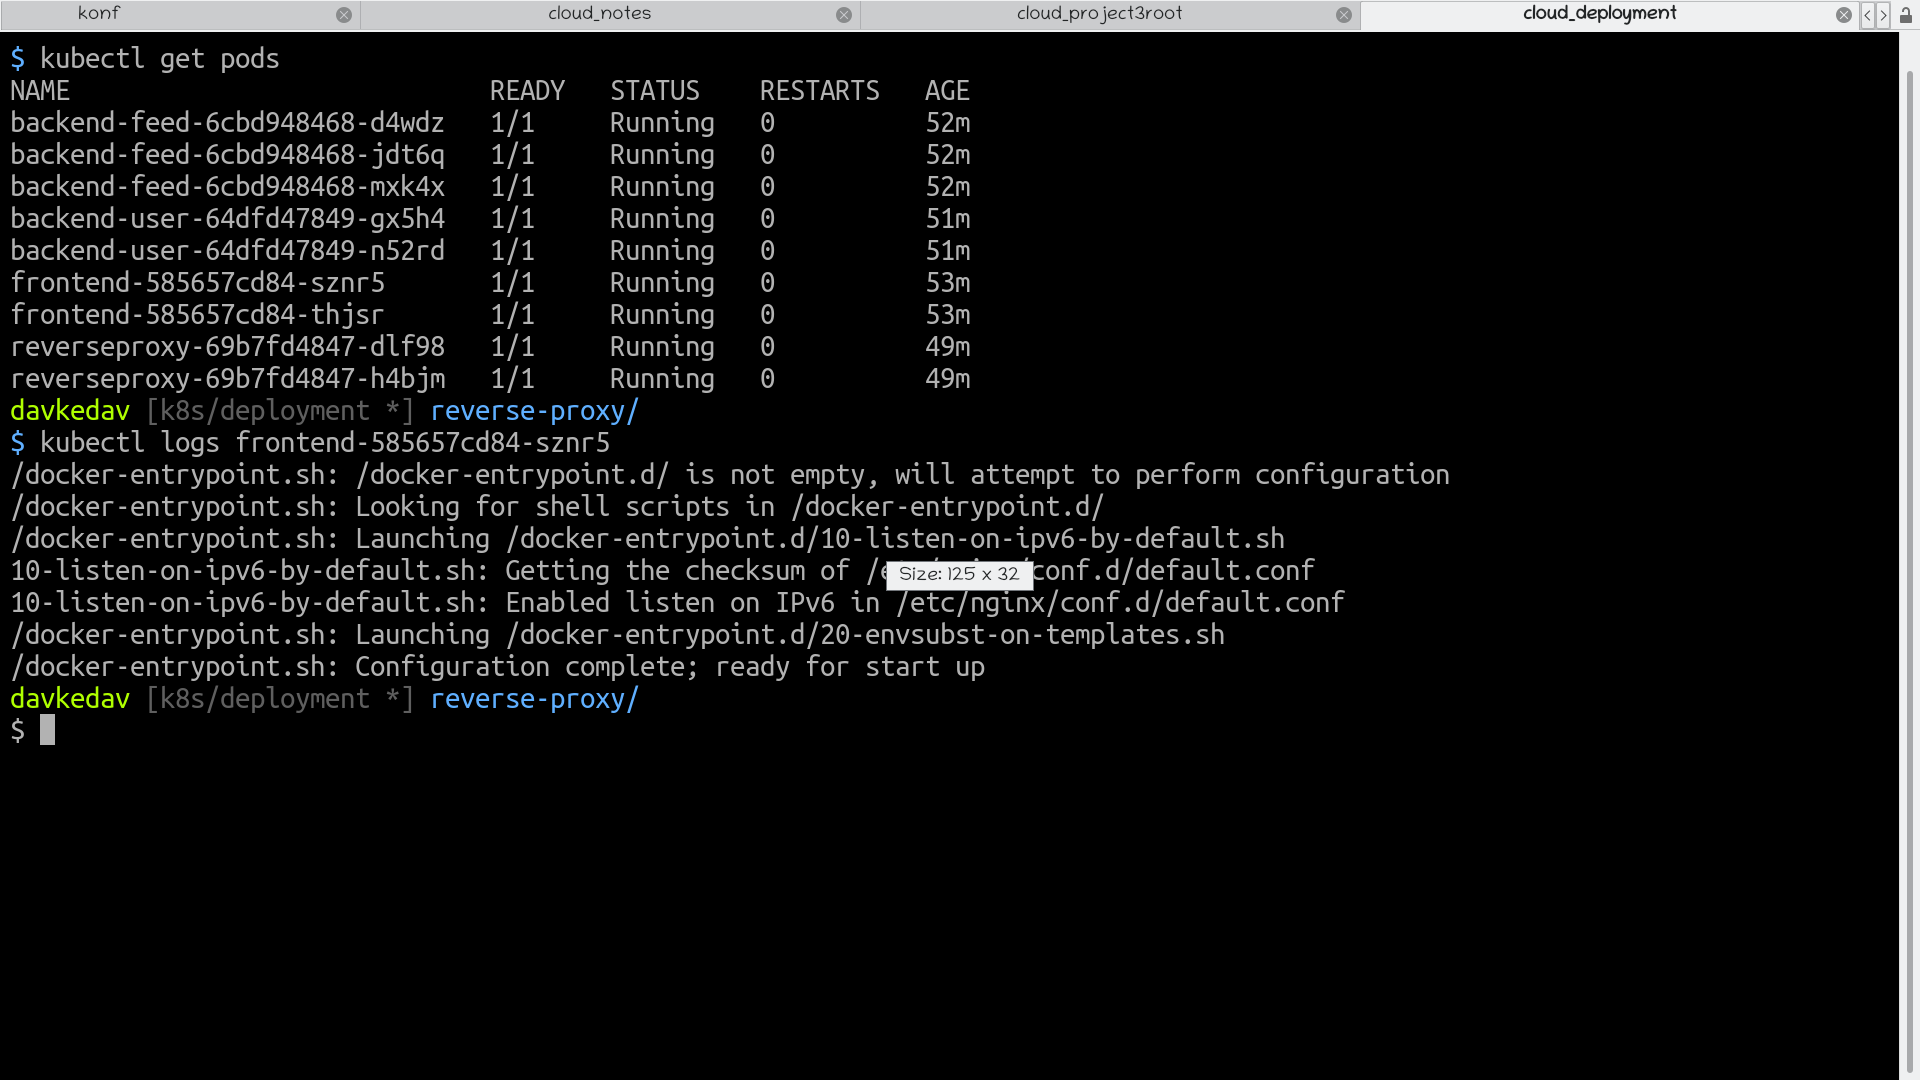 konf cloud_notes cloud_project3root cloud_deployment
$ kubectl get pods
NAME READY STATUS RESTARTS AGE
backend-feed-6cbd948468-d4wdz 1/1 Running 0 52m
backend-feed-6cbd948468-jdt6q 1/1 Running 0 52m
backend-feed-6cbd948468-mxk4x 1/1 Running 0 52m
backend-user-64dfd47849-gx5h4 1/1 Running 0 51m
backend-user-64dfd47849-n52rd 1/1 Running 0 51m
frontend-585657cd84-sznr5 1/1 Running 0 53m
frontend-585657cd84-thjsr 1/1 Running 0 53m
reverseproxy-69b7fd4847-dlf98 1/1 Running 0 49m
reverseproxy-69b7fd4847-h4bjm 1/1 Running 0 49m
davkedav [k8s/deployment *] reverse-proxy/
$ kubectl logs frontend-585657cd84-sznr5
/docker-entrypoint.sh: /docker-entrypoint.d/ is not empty, will attempt to perform configuration
/docker-entrypoint.sh: Looking for shell scripts in /docker-entrypoint.d/
/docker-entrypoint.sh: Launching /docker-entrypoint.d/10-listen-on-ipv6-by-default.sh
10-listen-on-ipv6-by-default.sh: Getting the checksum of conf.d/default.conf
Size: 125 x 32
10-listen-on-ipv6-by-default.sh: Enabled listen on IPv6 in /etc/nginx/conf.d/default.conf
/docker-entrypoint.sh: Launching /docker-entrypoint.d/20-envsubst-on-templates.sh
/docker-entrypoint.sh: Configuration complete; ready for start up
davkedav [k8s/deployment *] reverse-proxy/
$